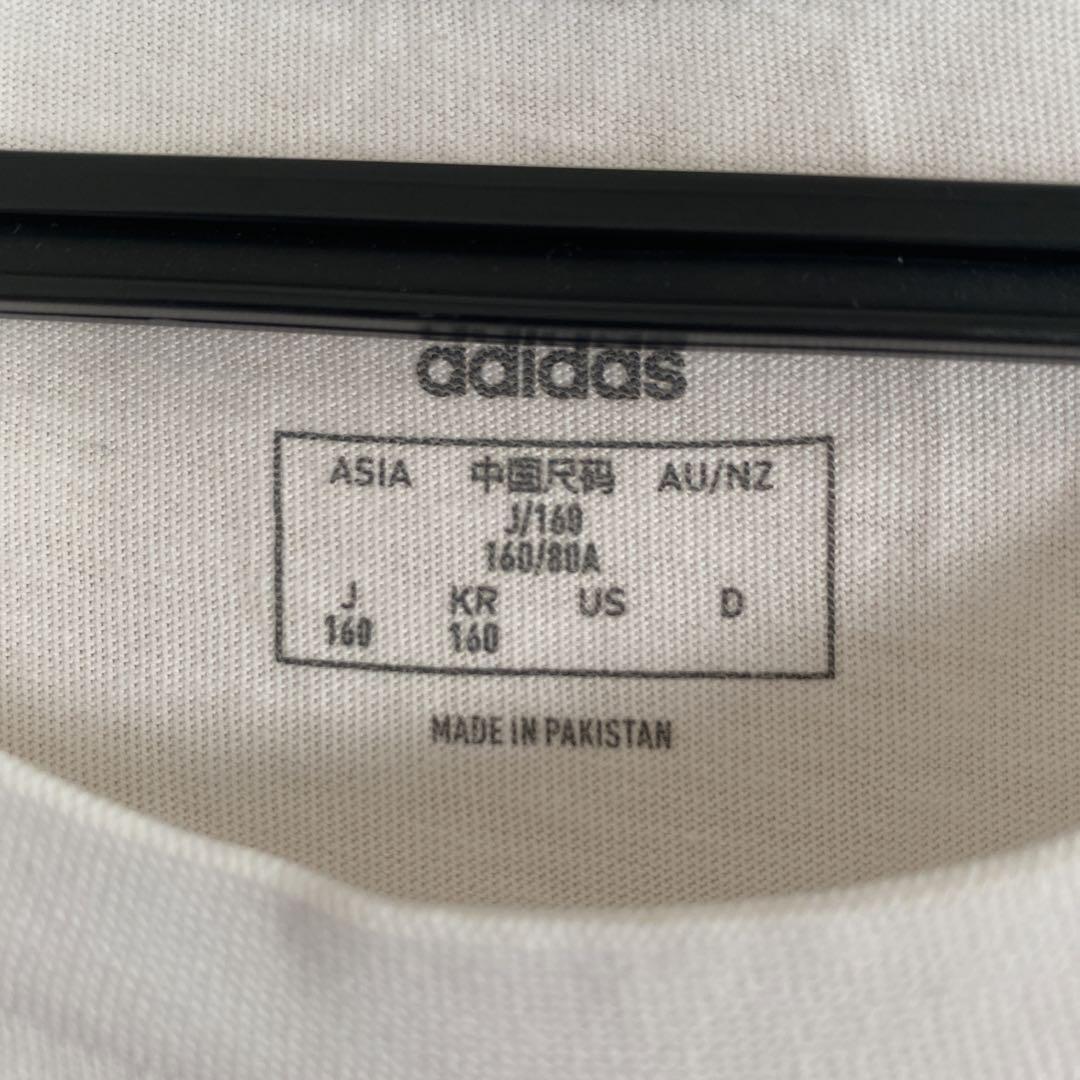 adidas
ASIA 中国尺码 AU/NZ
J/160
160/80A
J KR US D
160 160
MADE IN PAKISTAN